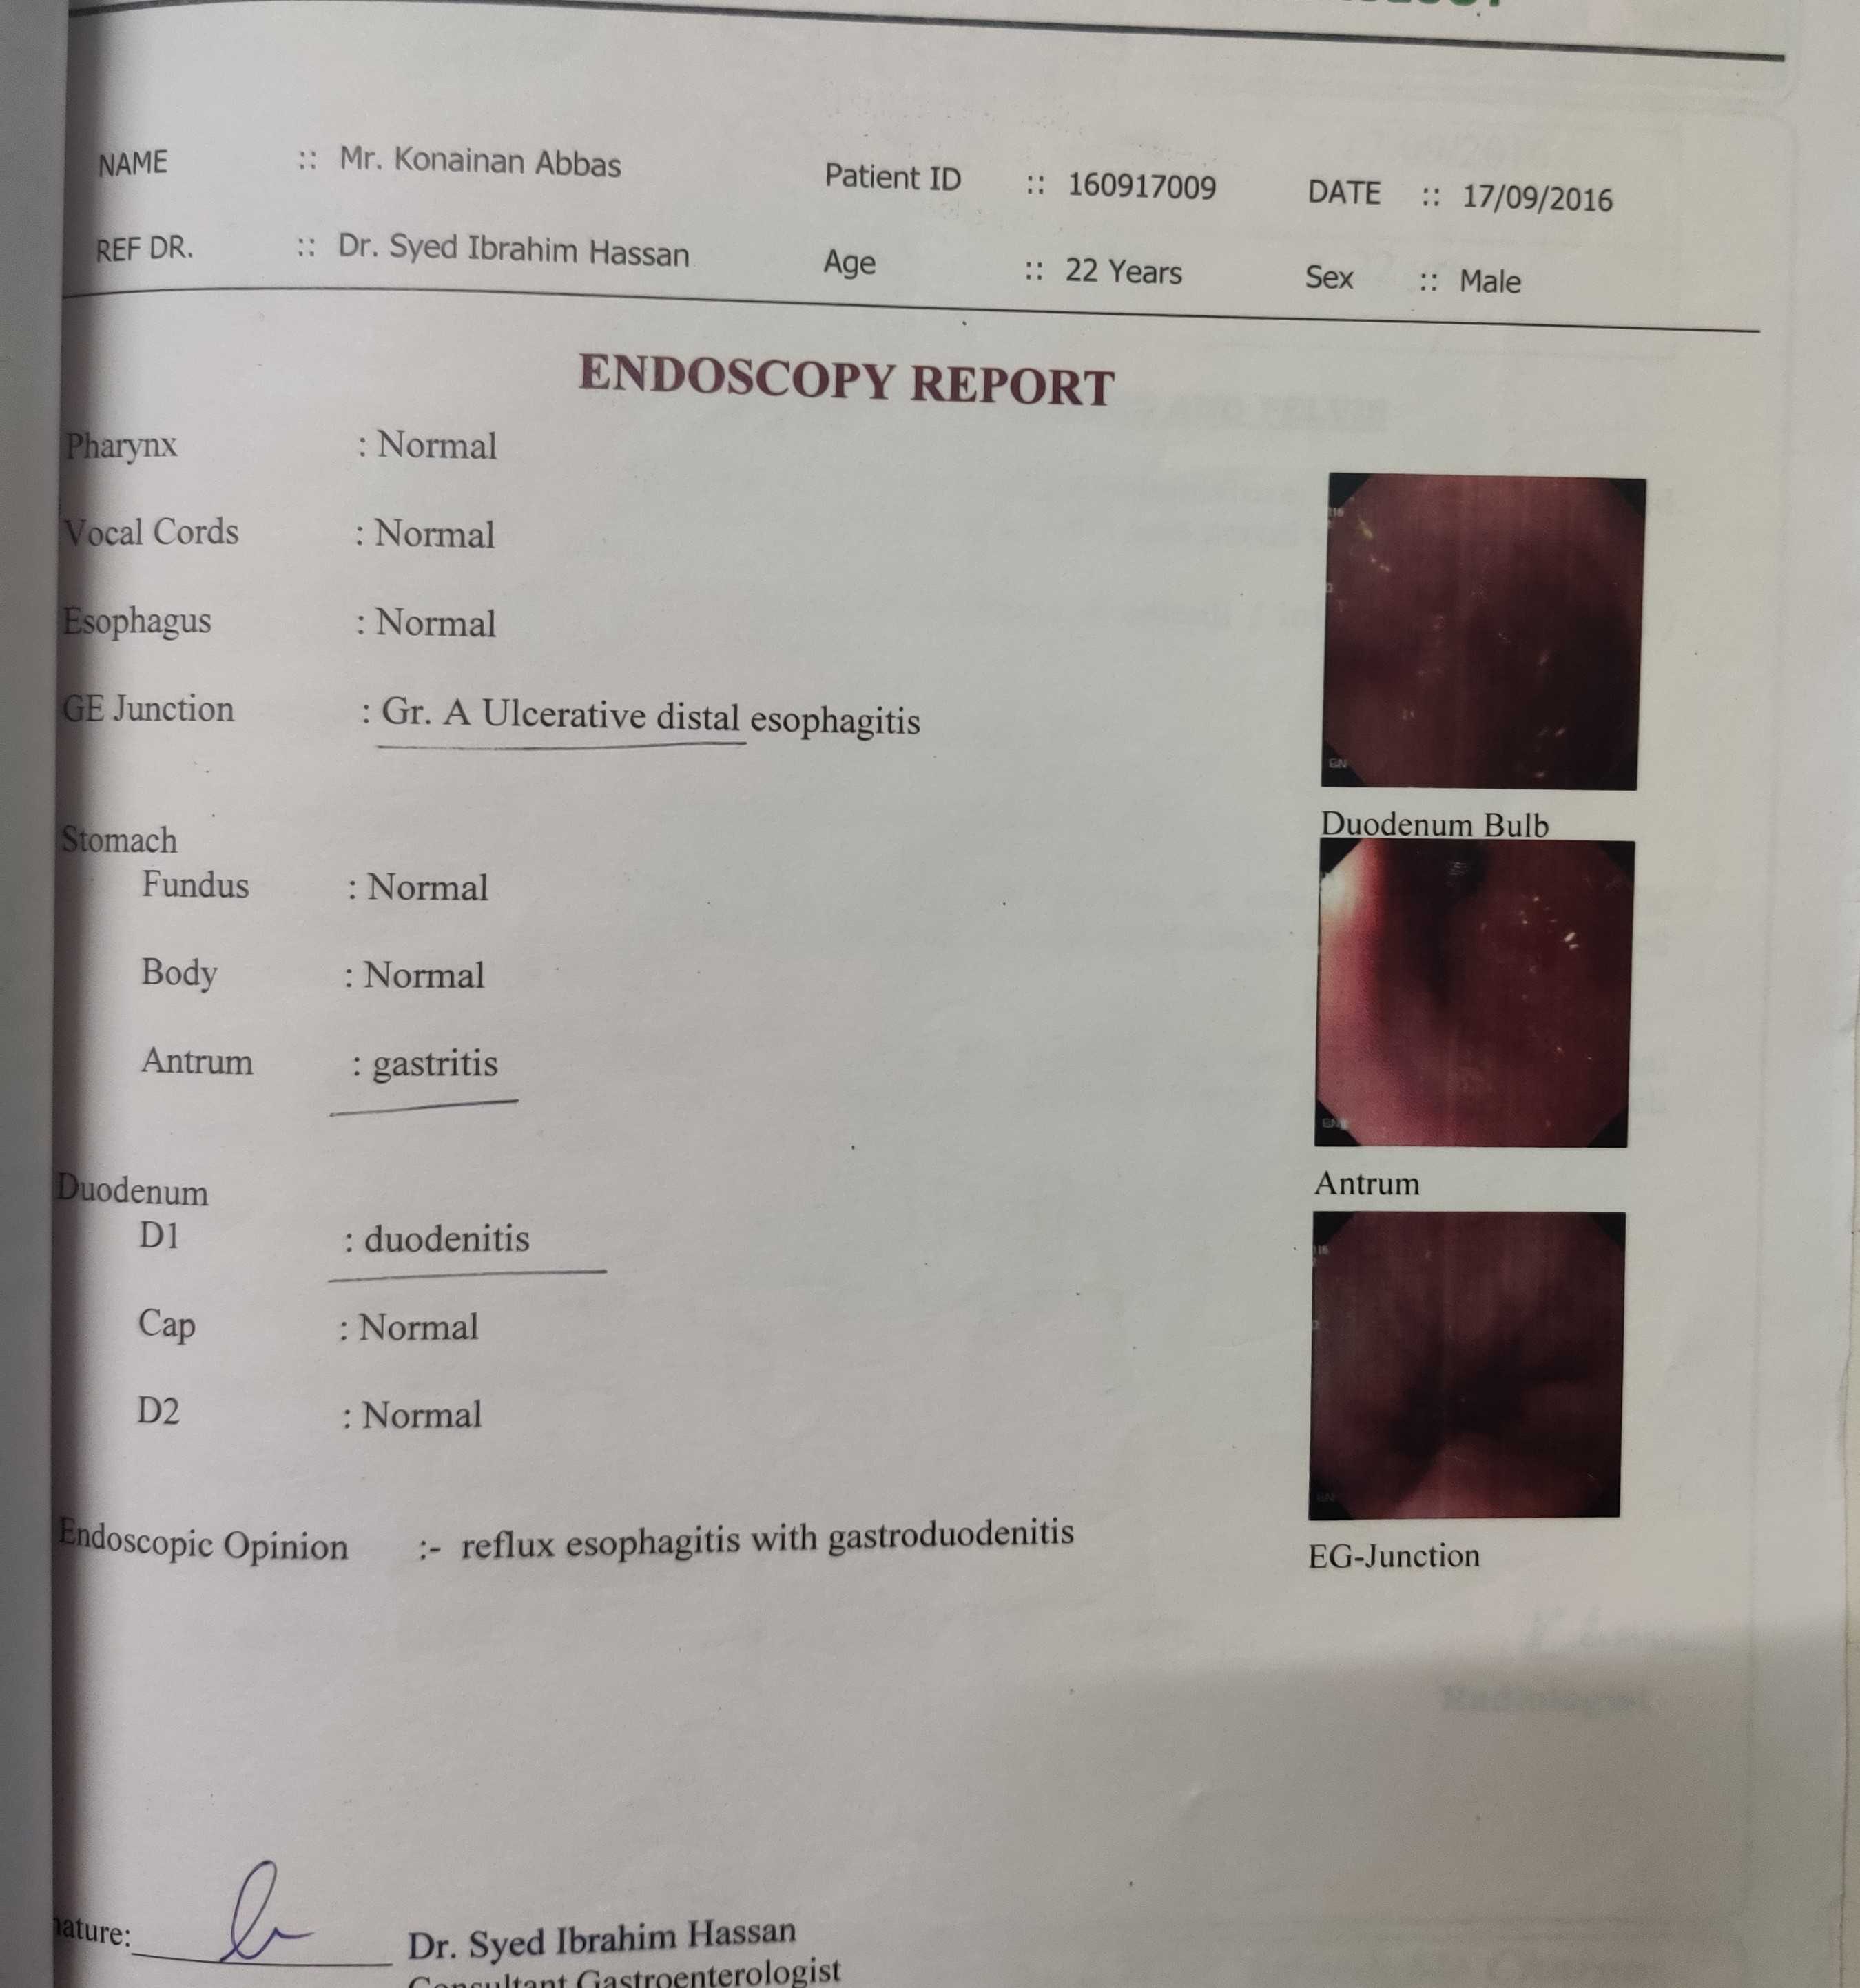 NAME :: Mr. Konainan Abbas Patient ID :: 160917009 DATE :: 17/09/2016
REF DR. :: Dr. Syed Ibrahim Hassan Age :: 22 Years Sex :: Male
ENDOSCOPY REPORT
Pharynx : Normal
Vocal Cords : Normal
Esophagus : Normal
GE Junction : Gr. A Ulcerative distal esophagitis
Duodenum Bulb
Stomach
Fundus : Normal
Body : Normal
Antrum : gastritis
Antrum
Duodenum
D1 : duodenitis
Cap : Normal
D2 : Normal
Endoscopic Opinion :- reflux esophagitis with gastroduodenitis
EG-Junction
Radiologist
nature: Dr. Syed Ibrahim Hassan
Consultant Gastroenterologist